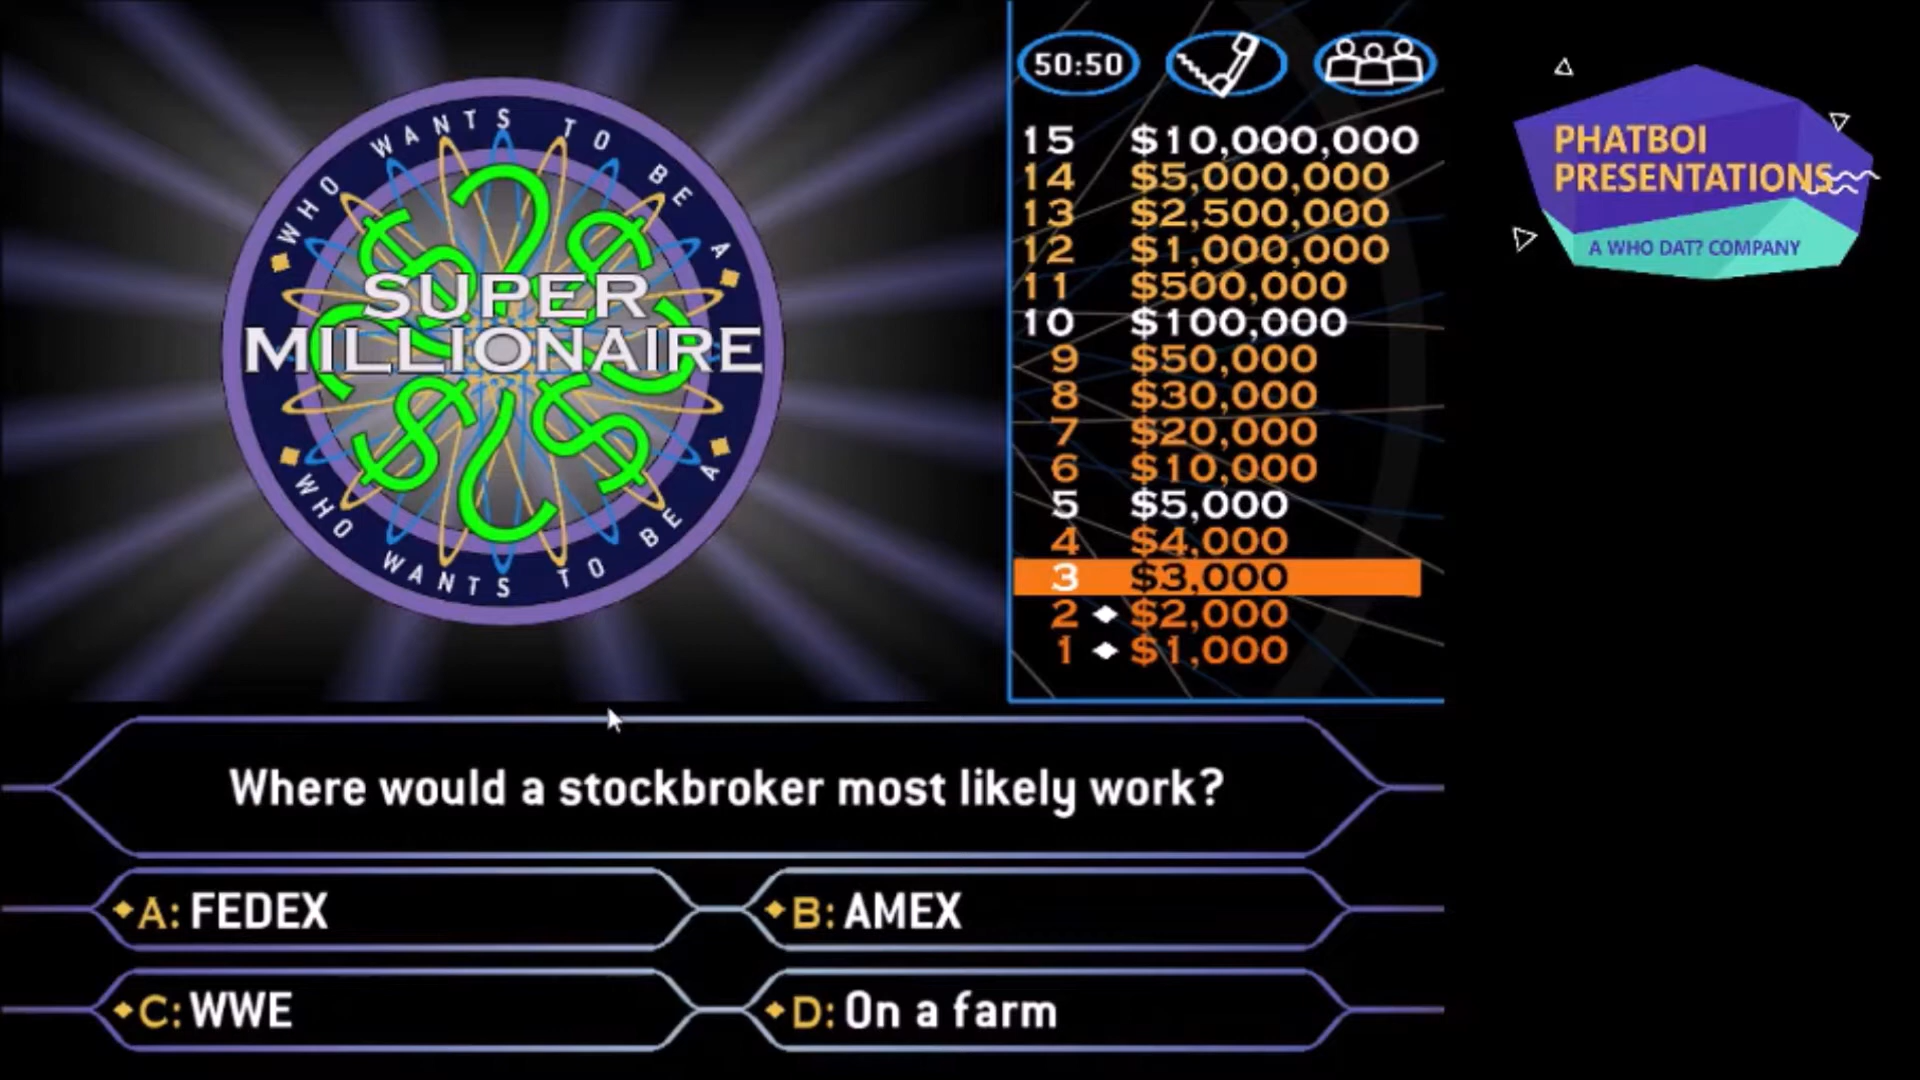 WHO WANTS TO BE A
SUPER
MILLIONAIRE
WHO WANTS TO BE A
50:50
15 $10,000,000
14 $5,000,000
13 $2,500,000
12 $1,000,000
11 $500,000
10 $100,000
9 $50,000
8 $30,000
7 $20,000
6 $10,000
5 $5,000
4 $4,000
3 $3,000
2 $2,000
1 $1,000
PHATBOI
PRESENTATIONS
A WHO DAT? COMPANY
Where would a stockbroker most likely work?
A: FEDEX
B: AMEX
C: WWE
D: On a farm